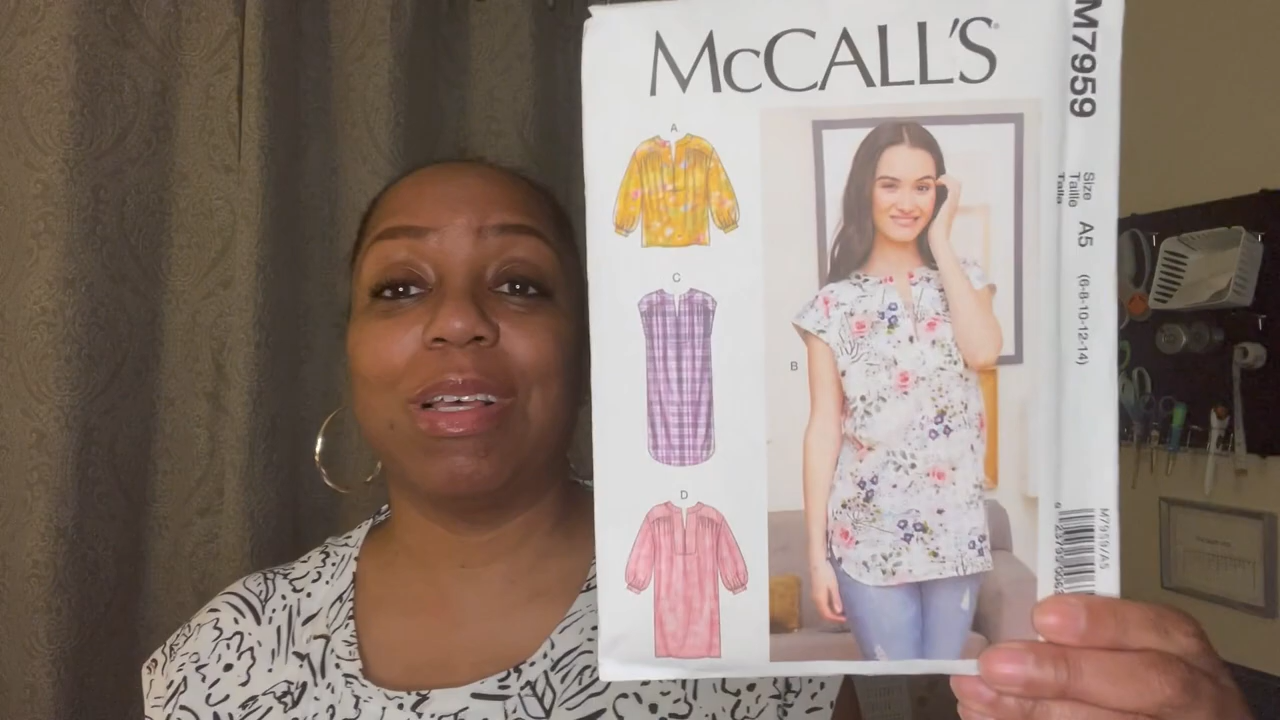 McCALL'S
M7959
Size
Taille
Talla
A5
(6-8-10-12-14)
A
C
B
D
M7959/A5